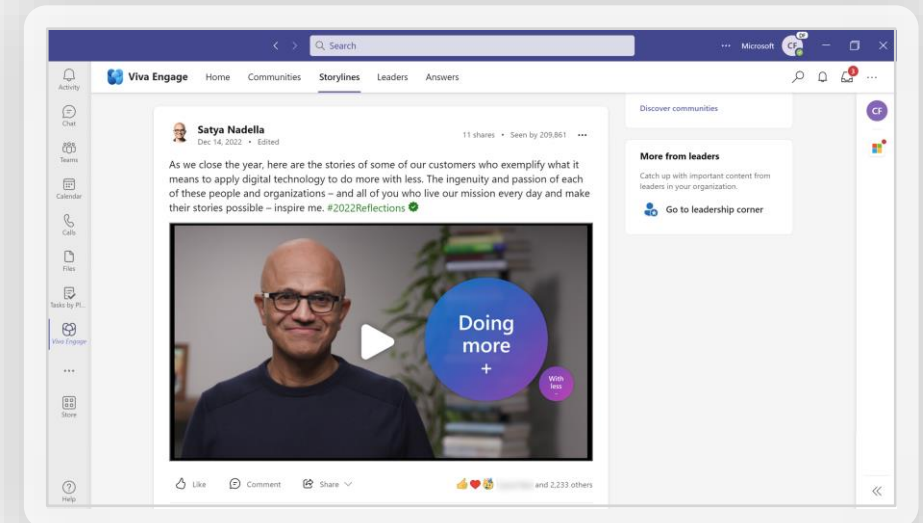 Search
Microsoft
CF
OF
Activity
Chat
Teams
Calendar
Calls
Files
Tasks by Pl...
Viva Engage
Store
Help
Viva Engage Home Communities Storylines Leaders Answers
3
CF
Satya Nadella
Dec 14, 2022 • Edited
11 shares • Seen by 209,861
As we close the year, here are the stories of some of our customers who exemplify what it
means to apply digital technology to do more with less. The ingenuity and passion of each
of these people and organizations – and all of you who live our mission every day and make
their stories possible – inspire me. #2022Reflections
Doing
more
+
With
less
-
Like Comment Share
and 2,233 others
Discover communities
More from leaders
Catch up with important content from
leaders in your organization.
Go to leadership corner